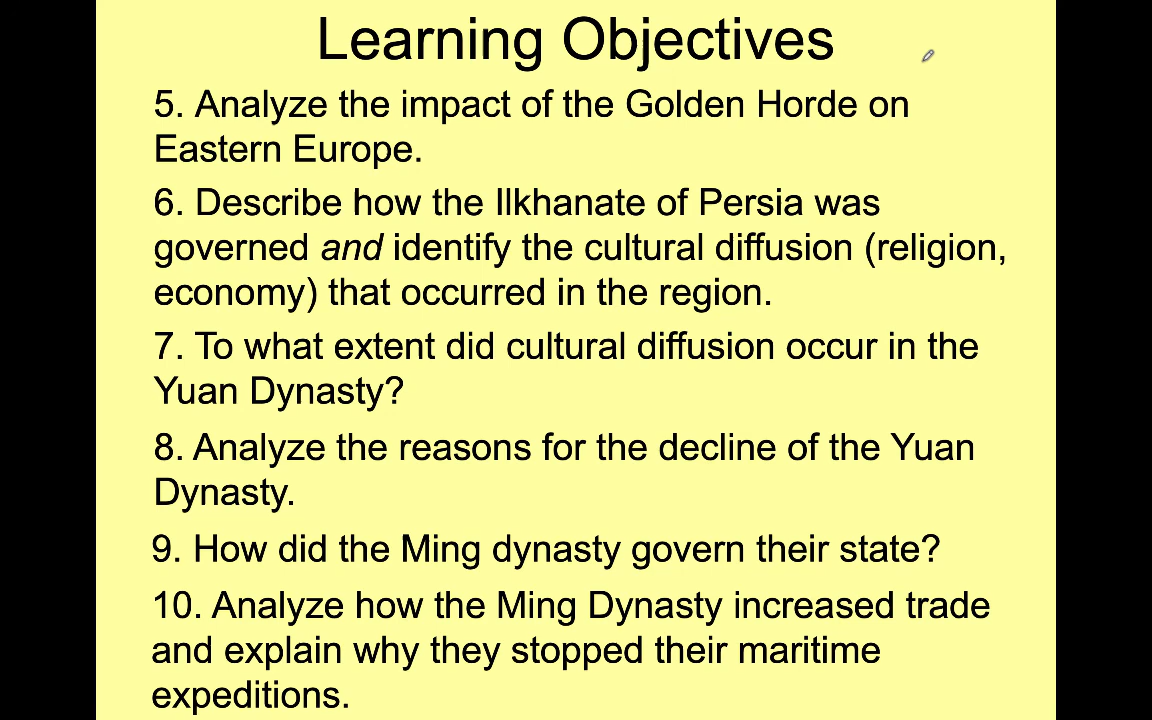 Learning Objectives
5. Analyze the impact of the Golden Horde on
Eastern Europe.
6. Describe how the Ilkhanate of Persia was
governed and identify the cultural diffusion (religion,
economy) that occurred in the region.
7. To what extent did cultural diffusion occur in the
Yuan Dynasty?
8. Analyze the reasons for the decline of the Yuan
Dynasty.
9. How did the Ming dynasty govern their state?
10. Analyze how the Ming Dynasty increased trade
and explain why they stopped their maritime
expeditions.